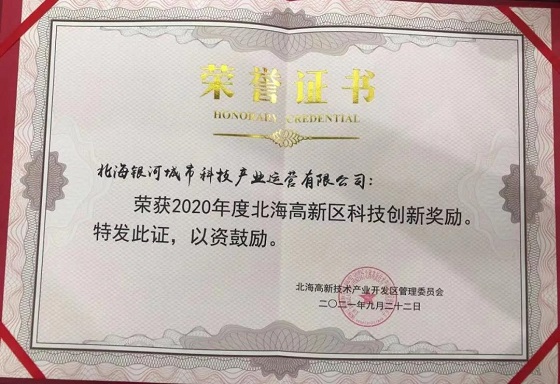 荣誉证书
HONORARY CREDENTIAL
北海银河城市科技产业运营有限公司：
荣获2020年度北海高新区科技创新奖励。
特发此证，以资鼓励。
北海高新技术产业开发区管理委员会
二〇二一年九月二十二日